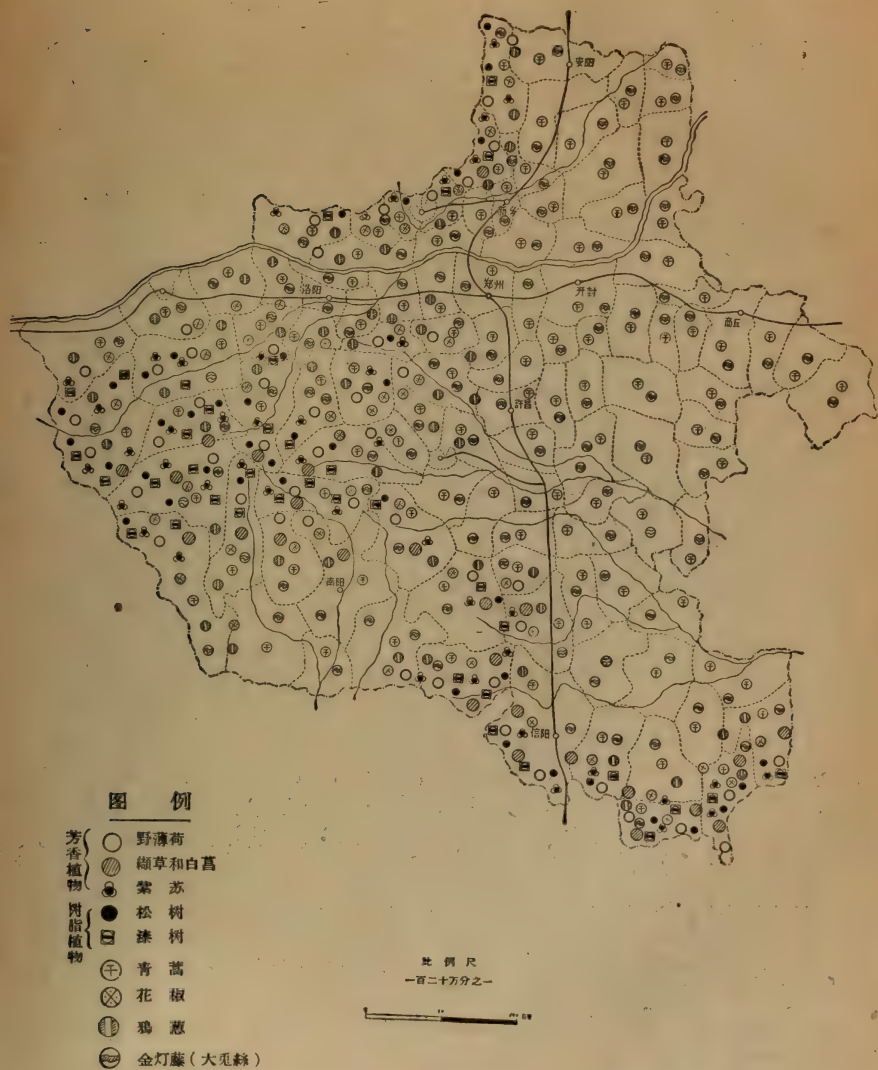 安阳
新乡
洛阳
郑州
开封
商丘
許昌
南阳
信阳
图 例
芳香植物
野薄荷
缬草和白菖
紫 苏
树脂植物
松树
漆树
青蒿
花椒
鴉葱
金灯藤（大兎絲）
比例尺
一百二十万分之一